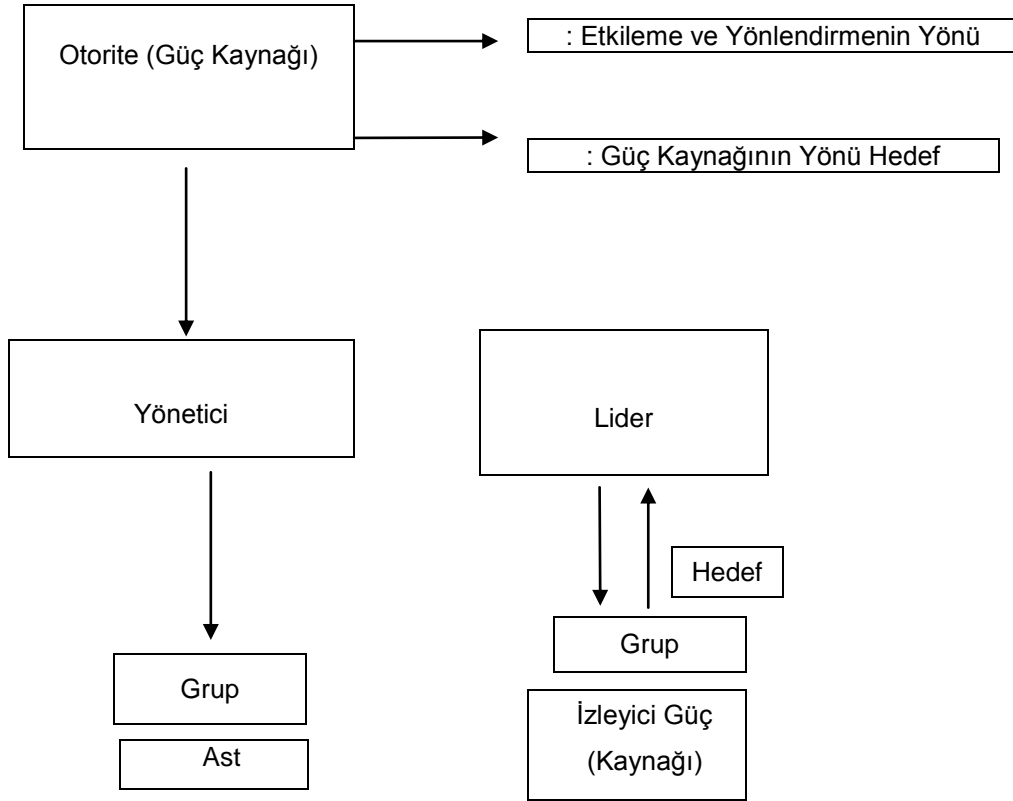 Otorite (Güç Kaynağı)
: Etkileme ve Yönlendirmenin Yönü
: Güç Kaynağının Yönü Hedef
Yönetici
Lider
Hedef
Grup
Grup
Ast
İzleyici Güç
(Kaynağı)